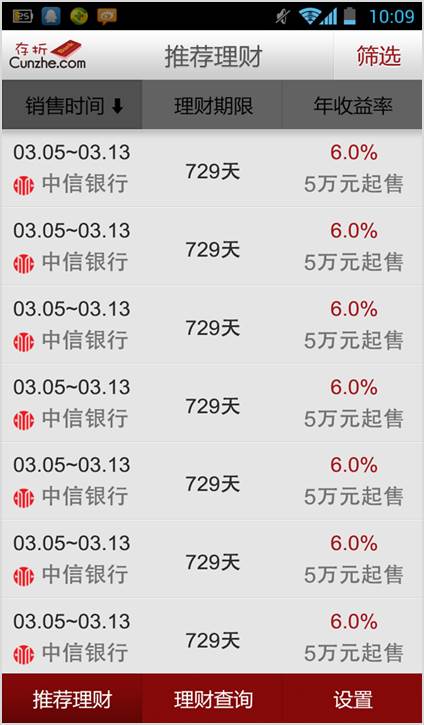 10:09
存折
Cunzhe.com
推荐理财
筛选
销售时间 理财期限 年收益率
03.05~03.13 729天 6.0%
中信银行 5万元起售
03.05~03.13 729天 6.0%
中信银行 5万元起售
03.05~03.13 729天 6.0%
中信银行 5万元起售
03.05~03.13 729天 6.0%
中信银行 5万元起售
03.05~03.13 729天 6.0%
中信银行 5万元起售
03.05~03.13 729天 6.0%
中信银行 5万元起售
03.05~03.13 729天 6.0%
中信银行 5万元起售
推荐理财 理财查询 设置